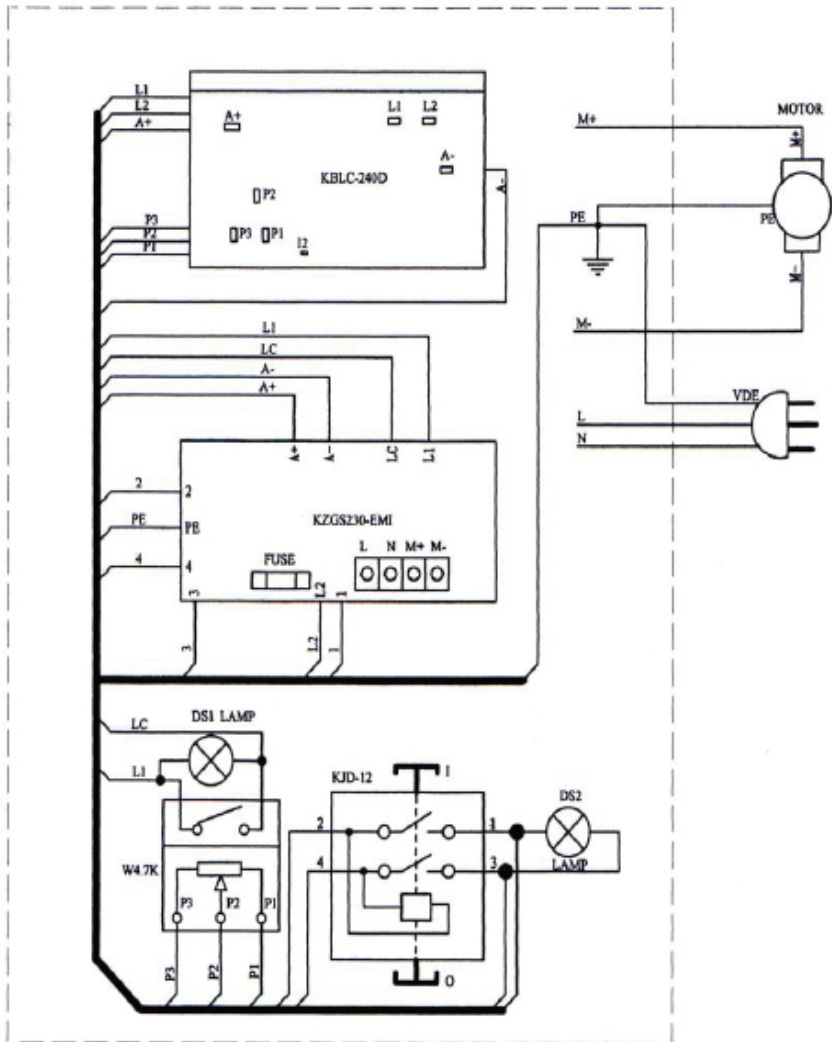 L1
L2
A+
A+
L1 L2
A-
KBLC-240D
P2
P3
P2
P1
P3 P1
I2
A-
M+
MOTOR
M+
PE
PE
M-
M-
L1
LC
A-
A+
VDE
L
N
A+ A- LC L1
2 2
KZGS230-EMI
PE PE
L N M+ M-
FUSE
4 4
3 L2 1
3 L2 1
DS1 LAMP
LC
L1
KJD-12 I
DS2
2 1
4 3
LAMP
W4.7K
P3 P2 P1
P3 P2 P1
O